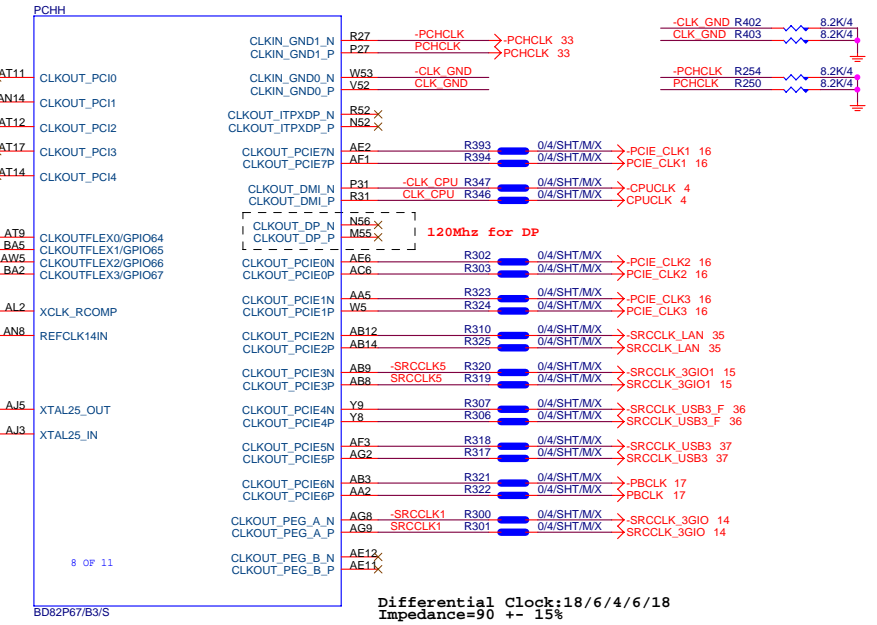 PCHH
CLKIN_GND1_N R27 -PCHCLK -PCHCLK 33
CLKIN_GND1_P P27 PCHCLK PCHCLK 33
-CLK_GND R402 8.2K/4
CLK_GND R403 8.2K/4
AT11 CLKOUT_PCI0
CLKIN_GND0_N W53 -CLK_GND
CLKIN_GND0_P V52 CLK_GND
-PCHCLK R254 8.2K/4
PCHCLK R250 8.2K/4
AN14 CLKOUT_PCI1
CLKOUT_ITPXDP_N R52
CLKOUT_ITPXDP_P N52
AT12 CLKOUT_PCI2
AT17 CLKOUT_PCI3
CLKOUT_PCIE7N AE2 R393 0/4/SHT/M/X -PCIE_CLK1 16
CLKOUT_PCIE7P AF1 R394 0/4/SHT/M/X PCIE_CLK1 16
AT14 CLKOUT_PCI4
CLKOUT_DMI_N P31 -CLK_CPU R347 0/4/SHT/M/X -CPUCLK 4
CLKOUT_DMI_P R31 CLK_CPU R346 0/4/SHT/M/X CPUCLK 4
CLKOUT_DP_N N56
CLKOUT_DP_P M55
120Mhz for DP
AT9 CLKOUTFLEX0/GPIO64
BA5 CLKOUTFLEX1/GPIO65
AW5 CLKOUTFLEX2/GPIO66
BA2 CLKOUTFLEX3/GPIO67
CLKOUT_PCIE0N AE6 R302 0/4/SHT/M/X -PCIE_CLK2 16
CLKOUT_PCIE0P AC6 R303 0/4/SHT/M/X PCIE_CLK2 16
CLKOUT_PCIE1N AA5 R323 0/4/SHT/M/X -PCIE_CLK3 16
CLKOUT_PCIE1P W5 R324 0/4/SHT/M/X PCIE_CLK3 16
AL2 XCLK_RCOMP
AN8 REFCLK14IN
CLKOUT_PCIE2N AB12 R310 0/4/SHT/M/X -SRCCLK_LAN 35
CLKOUT_PCIE2P AB14 R325 0/4/SHT/M/X SRCCLK_LAN 35
CLKOUT_PCIE3N AB9 -SRCCLK5 R320 0/4/SHT/M/X -SRCCLK_3GIO1 15
CLKOUT_PCIE3P AB8 SRCCLK5 R319 0/4/SHT/M/X SRCCLK_3GIO1 15
AJ5 XTAL25_OUT
CLKOUT_PCIE4N Y9 R307 0/4/SHT/M/X -SRCCLK_USB3_F 36
CLKOUT_PCIE4P Y8 R306 0/4/SHT/M/X SRCCLK_USB3_F 36
AJ3 XTAL25_IN
CLKOUT_PCIE5N AF3 R318 0/4/SHT/M/X -SRCCLK_USB3 37
CLKOUT_PCIE5P AG2 R317 0/4/SHT/M/X SRCCLK_USB3 37
CLKOUT_PCIE6N AB3 R321 0/4/SHT/M/X -PBCLK 17
CLKOUT_PCIE6P AA2 R322 0/4/SHT/M/X PBCLK 17
CLKOUT_PEG_A_N AG8 -SRCCLK1 R300 0/4/SHT/M/X -SRCCLK_3GIO 14
CLKOUT_PEG_A_P AG9 SRCCLK1 R301 0/4/SHT/M/X SRCCLK_3GIO 14
CLKOUT_PEG_B_N AE12
CLKOUT_PEG_B_P AE11
8 OF 11
BD82P67/B3/S
Differential Clock:18/6/4/6/18
Impedance=90 +- 15%